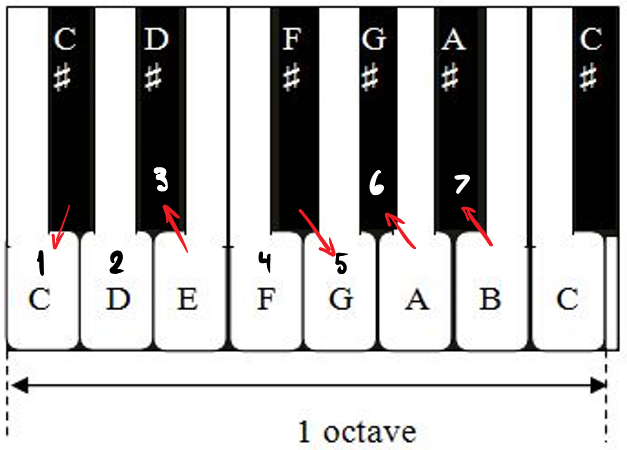 C D F G A C
♯ ♯ ♯ ♯ ♯ ♯
3 6 7
1 2 4 5
C D E F G A B C
1 octave